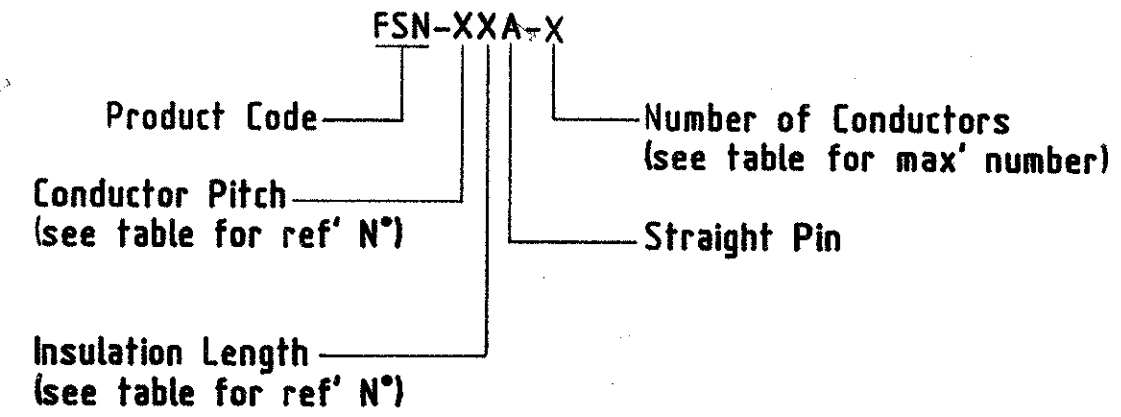 FSN-XXA-X
Product Code
Number of Conductors
(see table for max' number)
Conductor Pitch
(see table for ref' N°)
Straight Pin
Insulation Length
(see table for ref' N°)